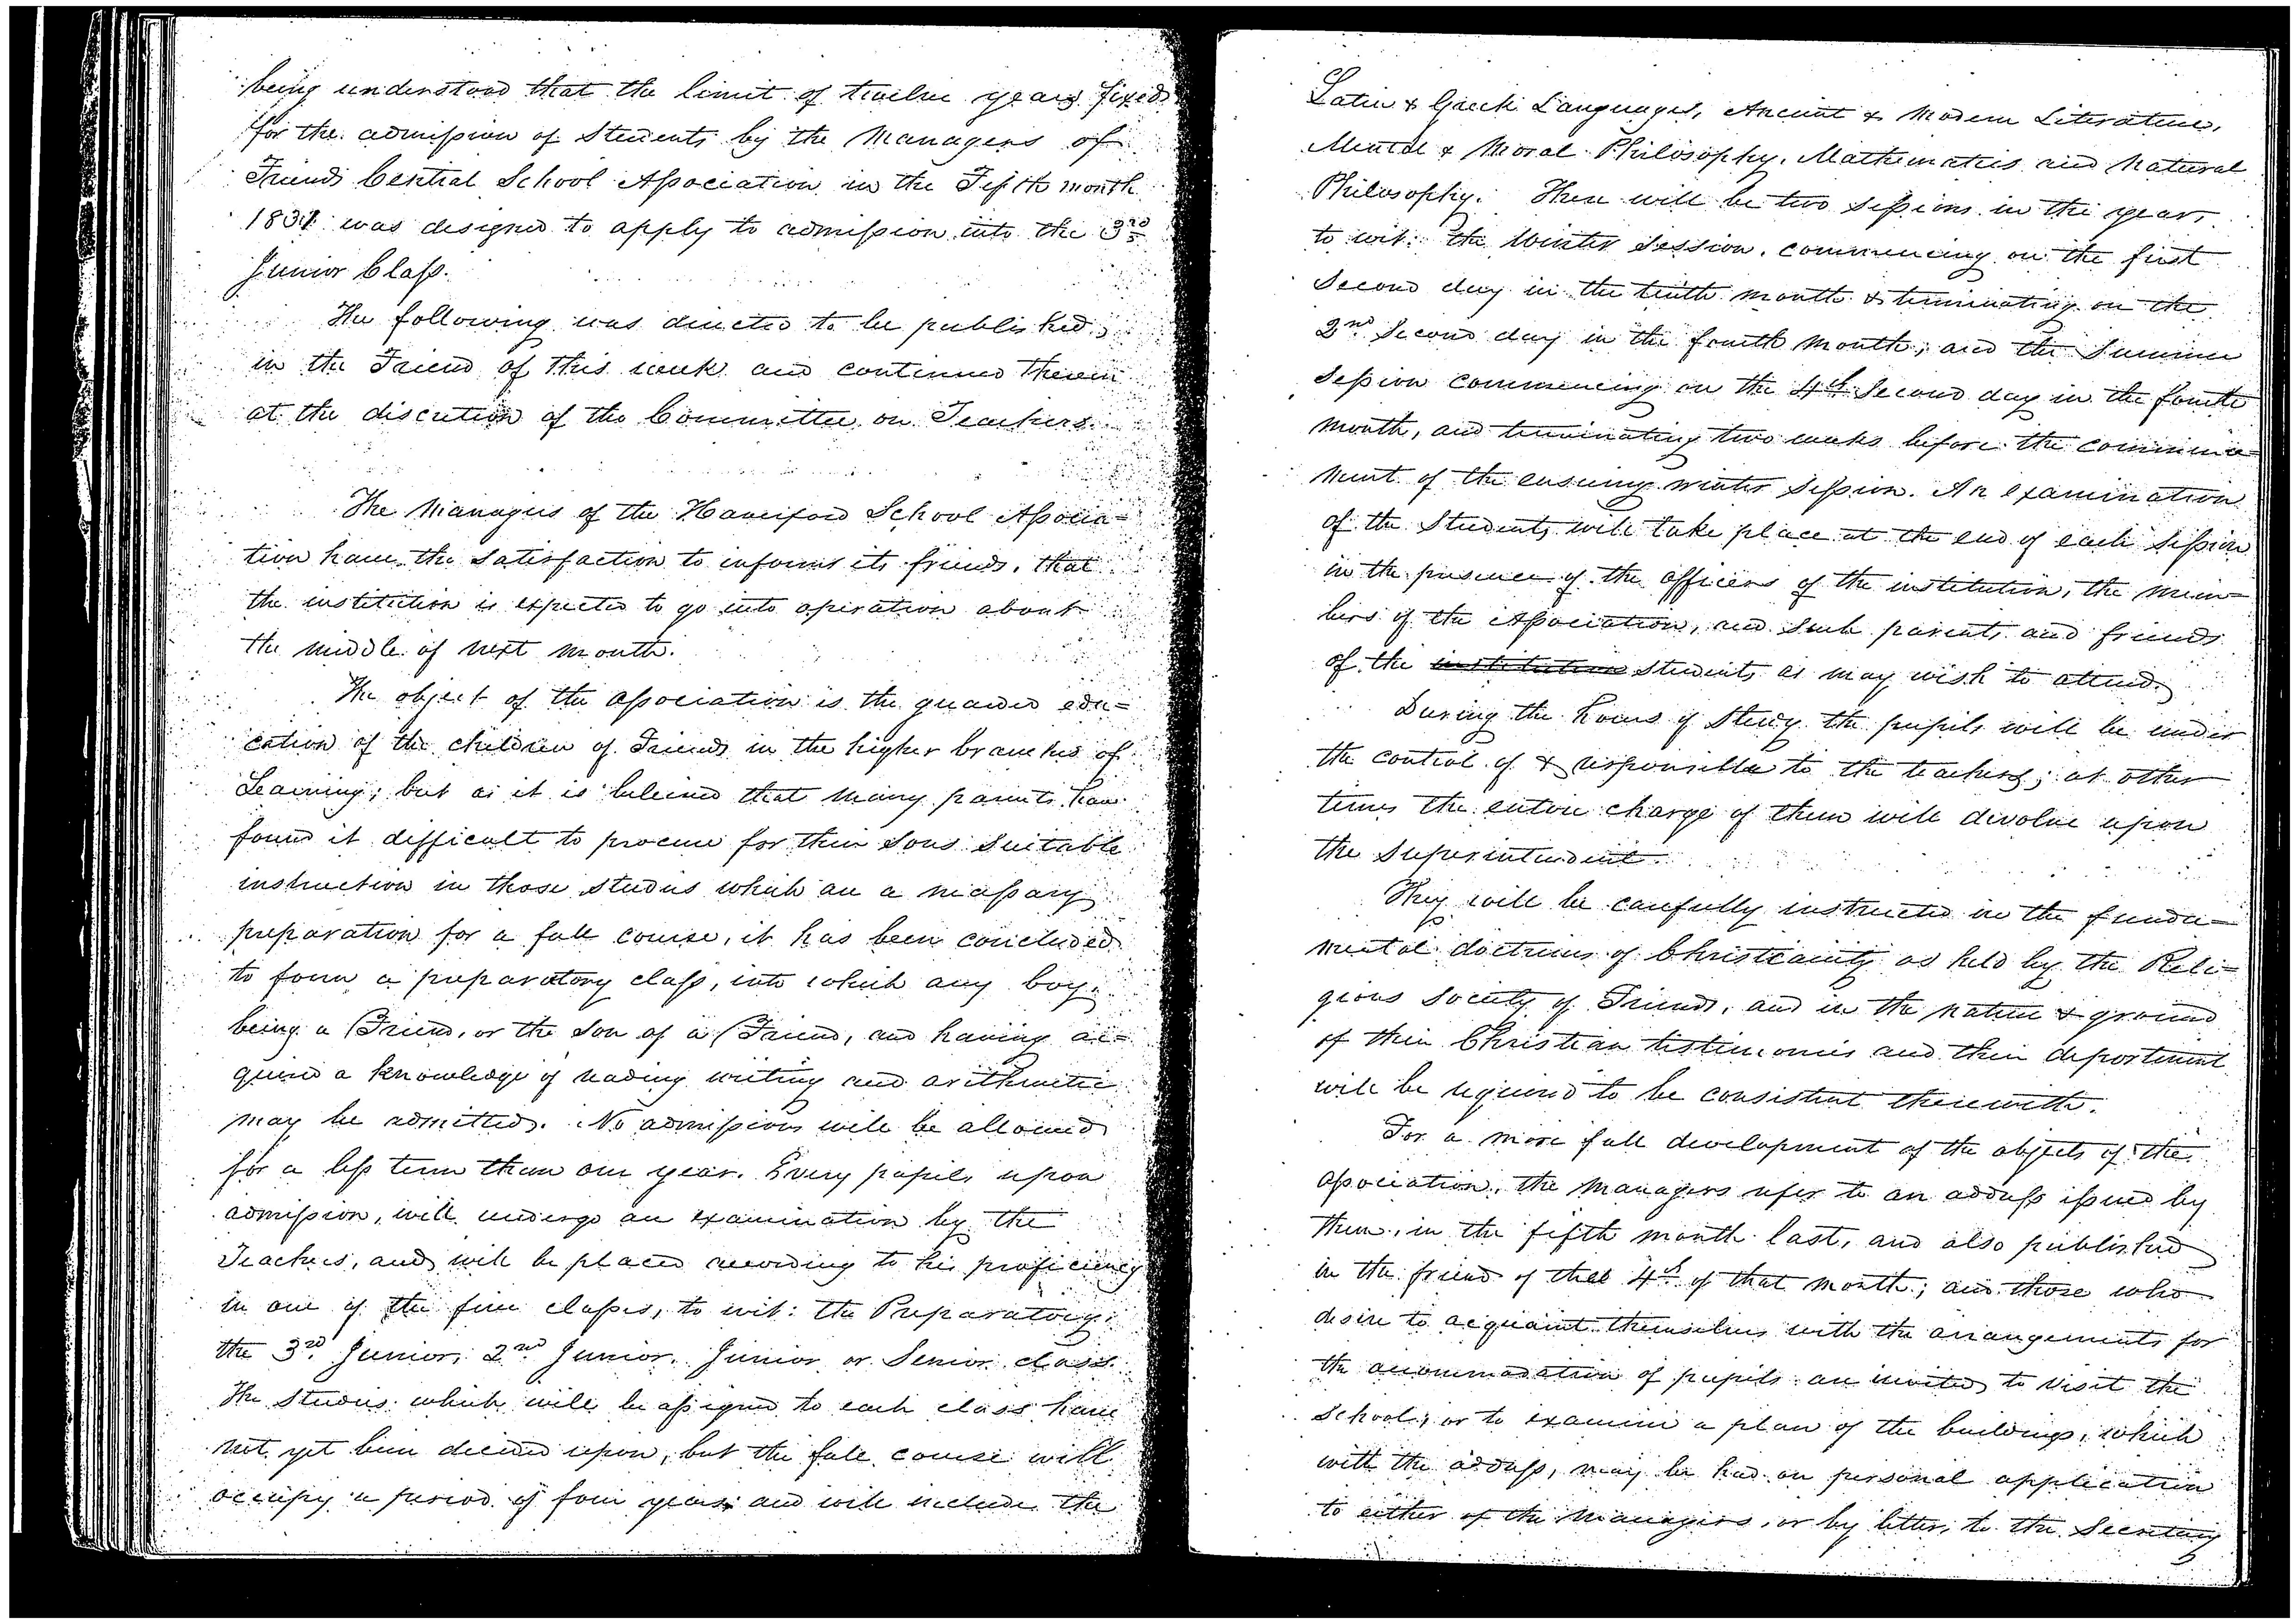 being understood that the limit of twelve years fixed
for the admission of Students by the Managers of
Friends Central School Association in the Fifth month
1831 was designed to apply to admission into the 3rd
Junior Class.
The following was directed to be published
in the Friend of this week and continued therein
at the discretion of the Committee on Teachers.
The Managers of the Haverford School Associa=
tion have the satisfaction to inform its friends, that
the institution is expected to go into operation about
the middle of next month.
The object of the association is the guarded edu=
cation of the children of Friends in the higher branches of
Learning; but as it is believed that many parents have
found it difficult to procure for their sons suitable
instruction in those studies which are a necessary
preparation for a full course, it has been concluded
to form a preparatory class, into which any boy
being a Friend, or the son of a Friend, and having ac=
quired a knowledge of reading writing and arithmetic
may be admitted. No admissions will be allowed
for a less term than one year. Every pupil, upon
admission, will undergo an examination by the
Teachers, and will be placed according to his proficiency
in one of the five classes, to wit: the Preparatory,
the 3rd Junior, 2nd Junior, Junior or Senior class.
The Studies which will be assigned to each class have
not yet been decided upon, but the full course will
occupy a period of four years and will include the
Latin & Greek Languages, Ancient & Modern Literature,
Mental & Moral Philosophy, Mathematics and Natural
Philosophy. There will be two sessions in the year,
to wit: the Winter Session, commencing on the first
Second day in the tenth month & terminating on the
2nd Second day in the fourth month; and the Summer
Session commencing on the 4th Second day in the fourth
month, and terminating two weeks before the commence=
ment of the ensuing winter Session. An examination
of the Students will take place at the end of each Session
in the presence of the officers of the institution, the mem=
bers of the Association, and such parents and friends
of the institution students as may wish to attend.
During the hours of Study the pupils will be under
the control of & responsible to the teachers; at other
times the entire charge of them will devolve upon
the Superintendent.
They will be carefully instructed in the funda=
mental doctrines of Christianity as held by the Reli=
gious Society of Friends, and in the nature & ground
of their Christian testimonies and their deportment
will be required to be consistent therewith.
For a more full development of the objects of the
association, the managers refer to an address issued by
them, in the fifth month last, and also published
in the friend of the 4th of that month; and those who
desire to acquaint themselves with the arrangements for
the accommodation of pupils are invited to visit the
School; or to examine a plan of the buildings, which
with the address, may be had on personal application
to either of the Managers, or by letter, to the Secretary